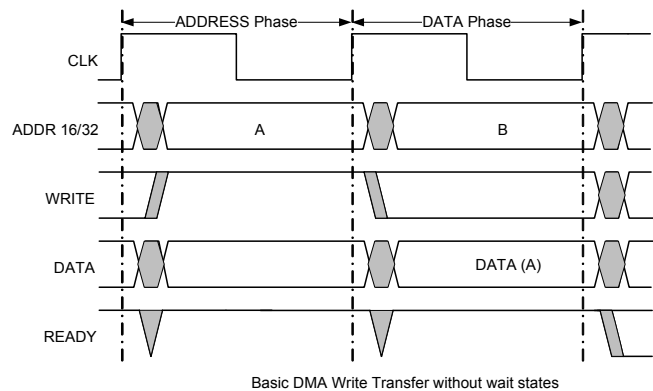 ADDRESS Phase DATA Phase
CLK
ADDR 16/32 A B
WRITE
DATA DATA (A)
READY
Basic DMA Write Transfer without wait states